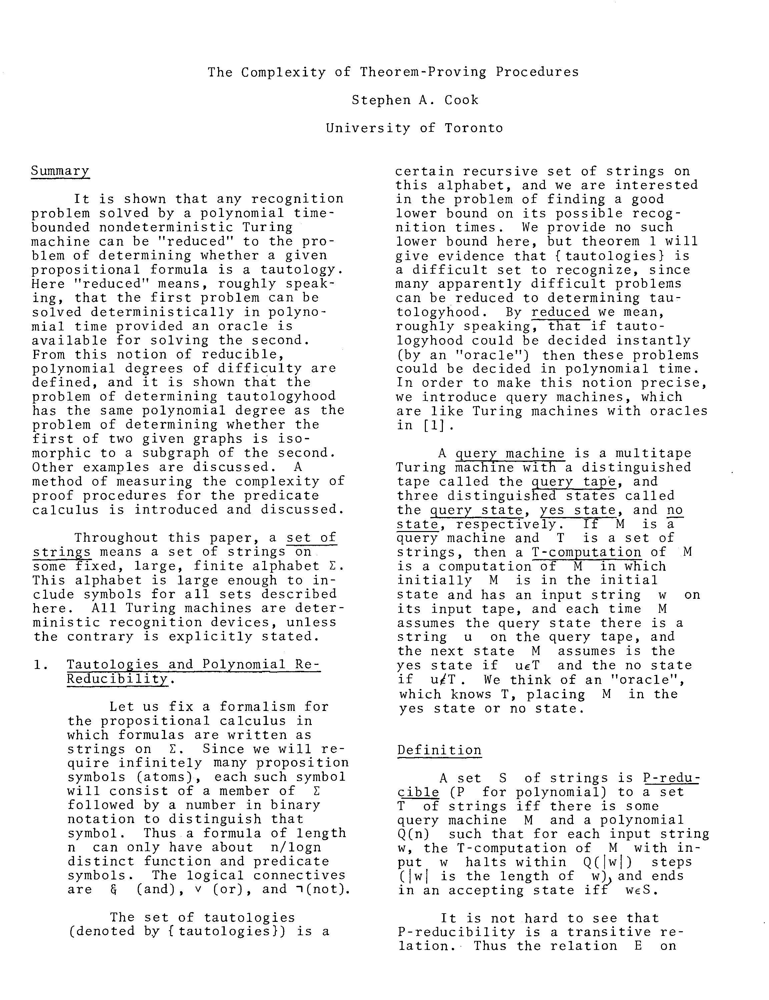 The Complexity of Theorem-Proving Procedures
Stephen A. Cook
University of Toronto
Summary
It is shown that any recognition
problem solved by a polynomial time-
bounded nondeterministic Turing
machine can be "reduced" to the pro-
blem of determining whether a given
propositional formula is a tautology.
Here "reduced" means, roughly speak-
ing, that the first problem can be
solved deterministically in polyno-
mial time provided an oracle is
available for solving the second.
From this notion of reducible,
polynomial degrees of difficulty are
defined, and it is shown that the
problem of determining tautologyhood
has the same polynomial degree as the
problem of determining whether the
first of two given graphs is iso-
morphic to a subgraph of the second.
Other examples are discussed. A
method of measuring the complexity of
proof procedures for the predicate
calculus is introduced and discussed.
Throughout this paper, a set of
strings means a set of strings on
some fixed, large, finite alphabet Σ.
This alphabet is large enough to in-
clude symbols for all sets described
here. All Turing machines are deter-
ministic recognition devices, unless
the contrary is explicitly stated.
1. Tautologies and Polynomial Re-
Reducibility.
Let us fix a formalism for
the propositional calculus in
which formulas are written as
strings on Σ. Since we will re-
quire infinitely many proposition
symbols (atoms), each such symbol
will consist of a member of Σ
followed by a number in binary
notation to distinguish that
symbol. Thus a formula of length
n can only have about n/logn
distinct function and predicate
symbols. The logical connectives
are & (and), v (or), and ¬(not).
The set of tautologies
(denoted by {tautologies}) is a
certain recursive set of strings on
this alphabet, and we are interested
in the problem of finding a good
lower bound on its possible recog-
nition times. We provide no such
lower bound here, but theorem 1 will
give evidence that {tautologies} is
a difficult set to recognize, since
many apparently difficult problems
can be reduced to determining tau-
tologyhood. By reduced we mean,
roughly speaking, that if tauto-
logyhood could be decided instantly
(by an "oracle") then these problems
could be decided in polynomial time.
In order to make this notion precise,
we introduce query machines, which
are like Turing machines with oracles
in [1].
A query machine is a multitape
Turing machine with a distinguished
tape called the query tape, and
three distinguished states called
the query state, yes state, and no
state, respectively. If M is a
query machine and T is a set of
strings, then a T-computation of M
is a computation of M in which
initially M is in the initial
state and has an input string w on
its input tape, and each time M
assumes the query state there is a
string u on the query tape, and
the next state M assumes is the
yes state if u∊T and the no state
if u∉T. We think of an "oracle",
which knows T, placing M in the
yes state or no state.
Definition
A set S of strings is P-redu-
cible (P for polynomial) to a set
T of strings iff there is some
query machine M and a polynomial
Q(n) such that for each input string
w, the T-computation of M with in-
put w halts within Q(|w|) steps
(|w| is the length of w), and ends
in an accepting state iff w∊S.
It is not hard to see that
P-reducibility is a transitive re-
lation. Thus the relation E on